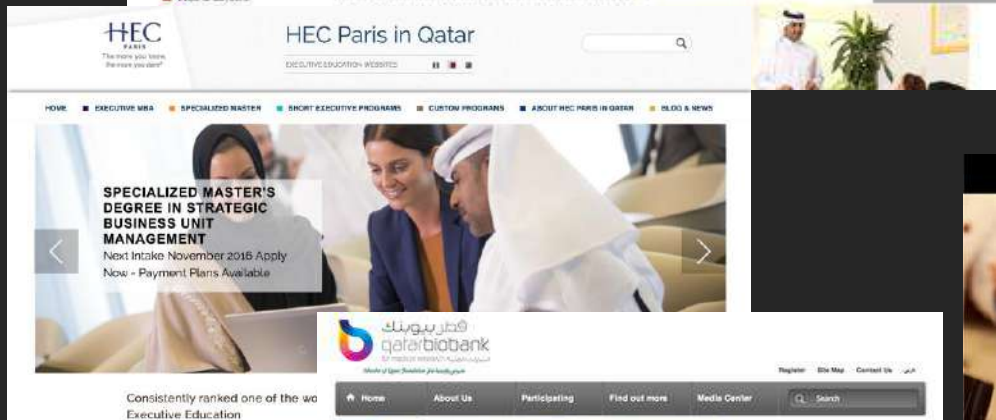 HEC
PARIS
The more you know,
the more you dare®
HEC Paris in Qatar
EXECUTIVE EDUCATION WEBSITES
HOME
EXECUTIVE MBA
SPECIALIZED MASTER
SHORT EXECUTIVE PROGRAMS
CUSTOM PROGRAMS
ABOUT HEC PARIS IN QATAR
BLOG & NEWS
SPECIALIZED MASTER'S
DEGREE IN STRATEGIC
BUSINESS UNIT
MANAGEMENT
Next Intake November 2016 Apply
Now - Payment Plans Available
Consistently ranked one of the wo
Executive Education
قطر بيوبنك
qatarbiobank
for medical research
Register
Site Map
Contact Us
عربي
Home
About Us
Participating
Find out more
Media Center
Search